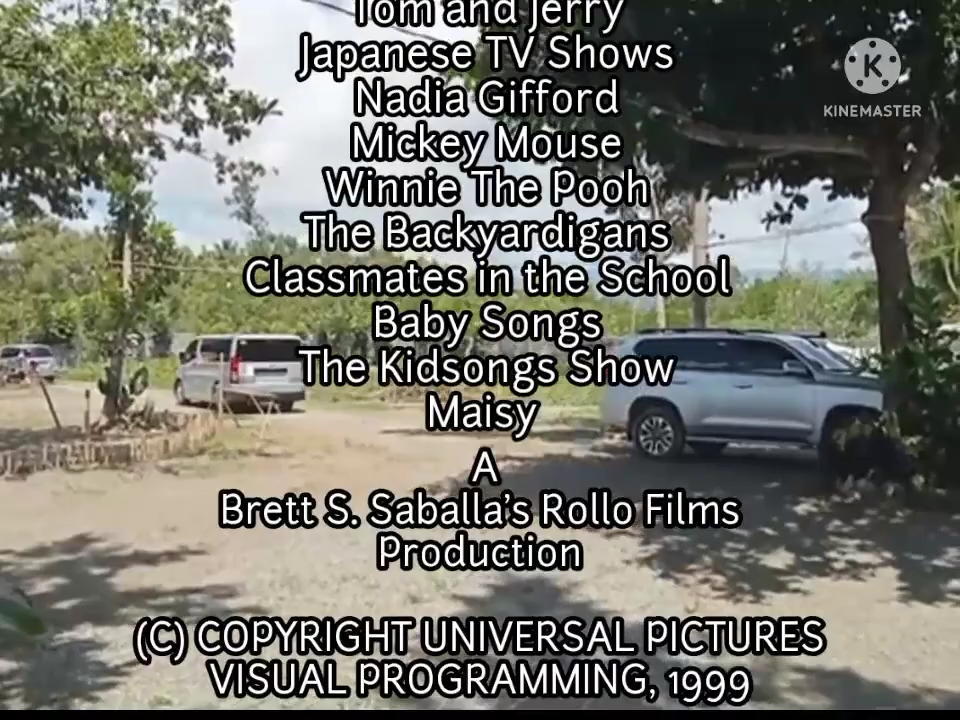 Tom and Jerry
Japanese TV Shows
Nadia Gifford
Mickey Mouse
Winnie The Pooh
The Backyardigans
Classmates in the School
Baby Songs
The Kidsongs Show
Maisy
A
Brett S. Saballa's Rollo Films
Production
(C) COPYRIGHT UNIVERSAL PICTURES
VISUAL PROGRAMMING, 1999
K
KINEMASTER